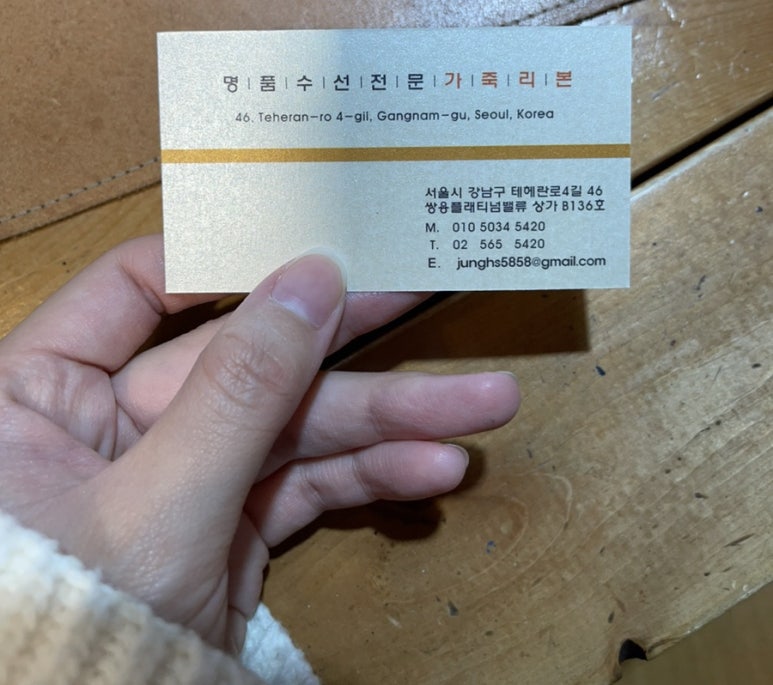 명|품|수|선|전|문|가|죽|리|본
46. Teheran-ro 4-gil, Gangnam-gu, Seoul, Korea
서울시 강남구 테헤란로4길 46
쌍용플래티넘밸류 상가 B136호
M. 010 5034 5420
T. 02 565 5420
E. junghs5858@gmail.com